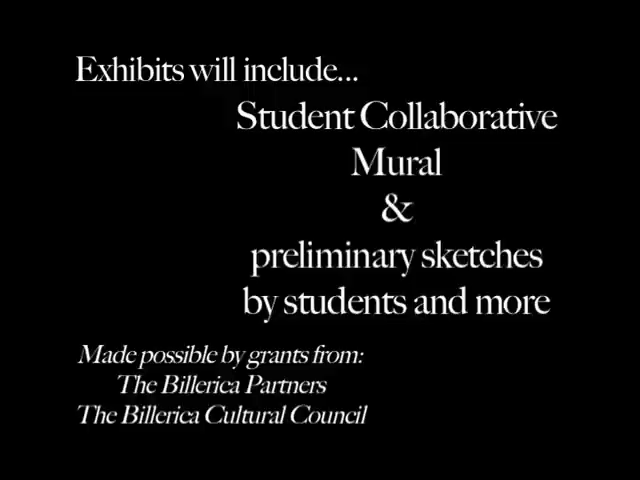 Exhibits will include...
Student Collaborative
Mural
&
preliminary sketches
by students and more
Made possible by grants from:
The Billerica Partners
The Billerica Cultural Council